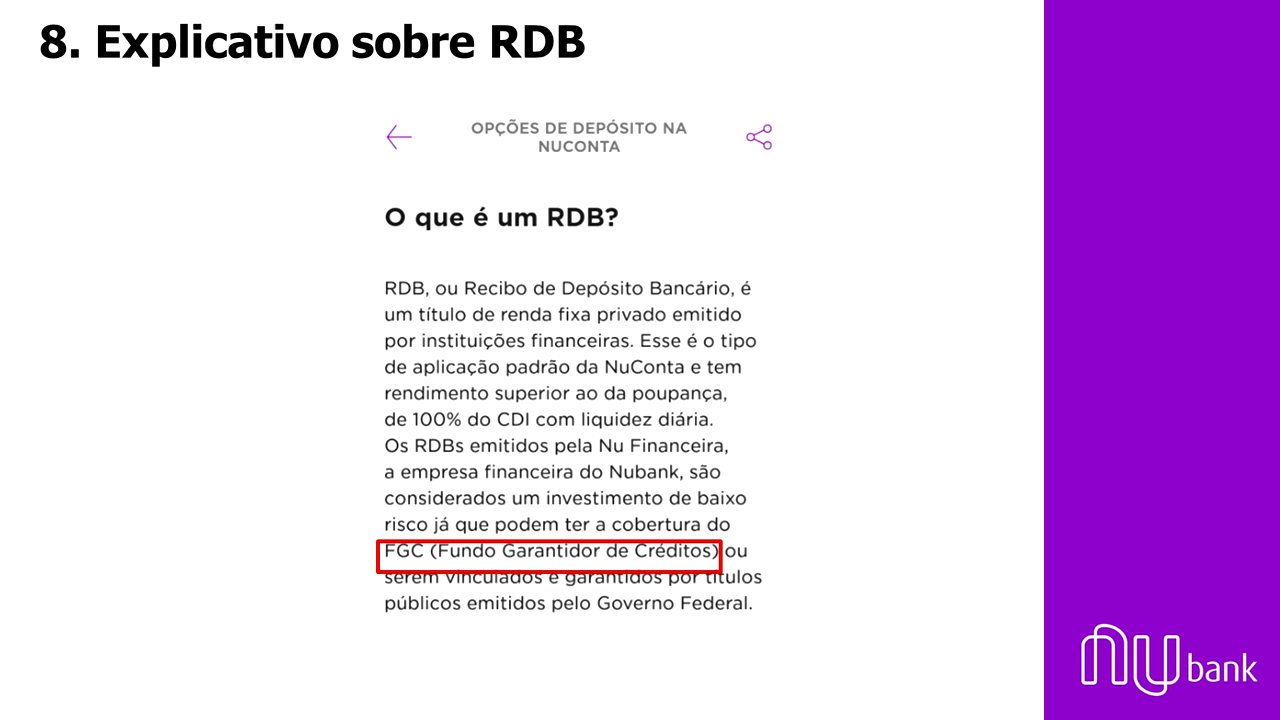 8. Explicativo sobre RDB
OPÇÕES DE DEPÓSITO NA
NUCONTA
O que é um RDB?
RDB, ou Recibo de Depósito Bancário, é
um título de renda fixa privado emitido
por instituições financeiras. Esse é o tipo
de aplicação padrão da NuConta e tem
rendimento superior ao da poupança,
de 100% do CDI com liquidez diária.
Os RDBs emitidos pela Nu Financeira,
a empresa financeira do Nubank, são
considerados um investimento de baixo
risco já que podem ter a cobertura do
FGC (Fundo Garantidor de Créditos) ou
serem vinculados e garantidos por títulos
públicos emitidos pelo Governo Federal.
nubank